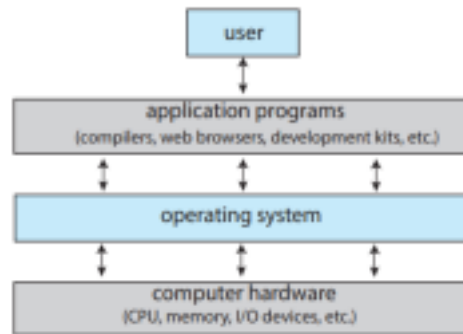 user
application programs
(compilers, web browsers, development kits, etc.)
operating system
computer hardware
(CPU, memory, I/O devices, etc.)